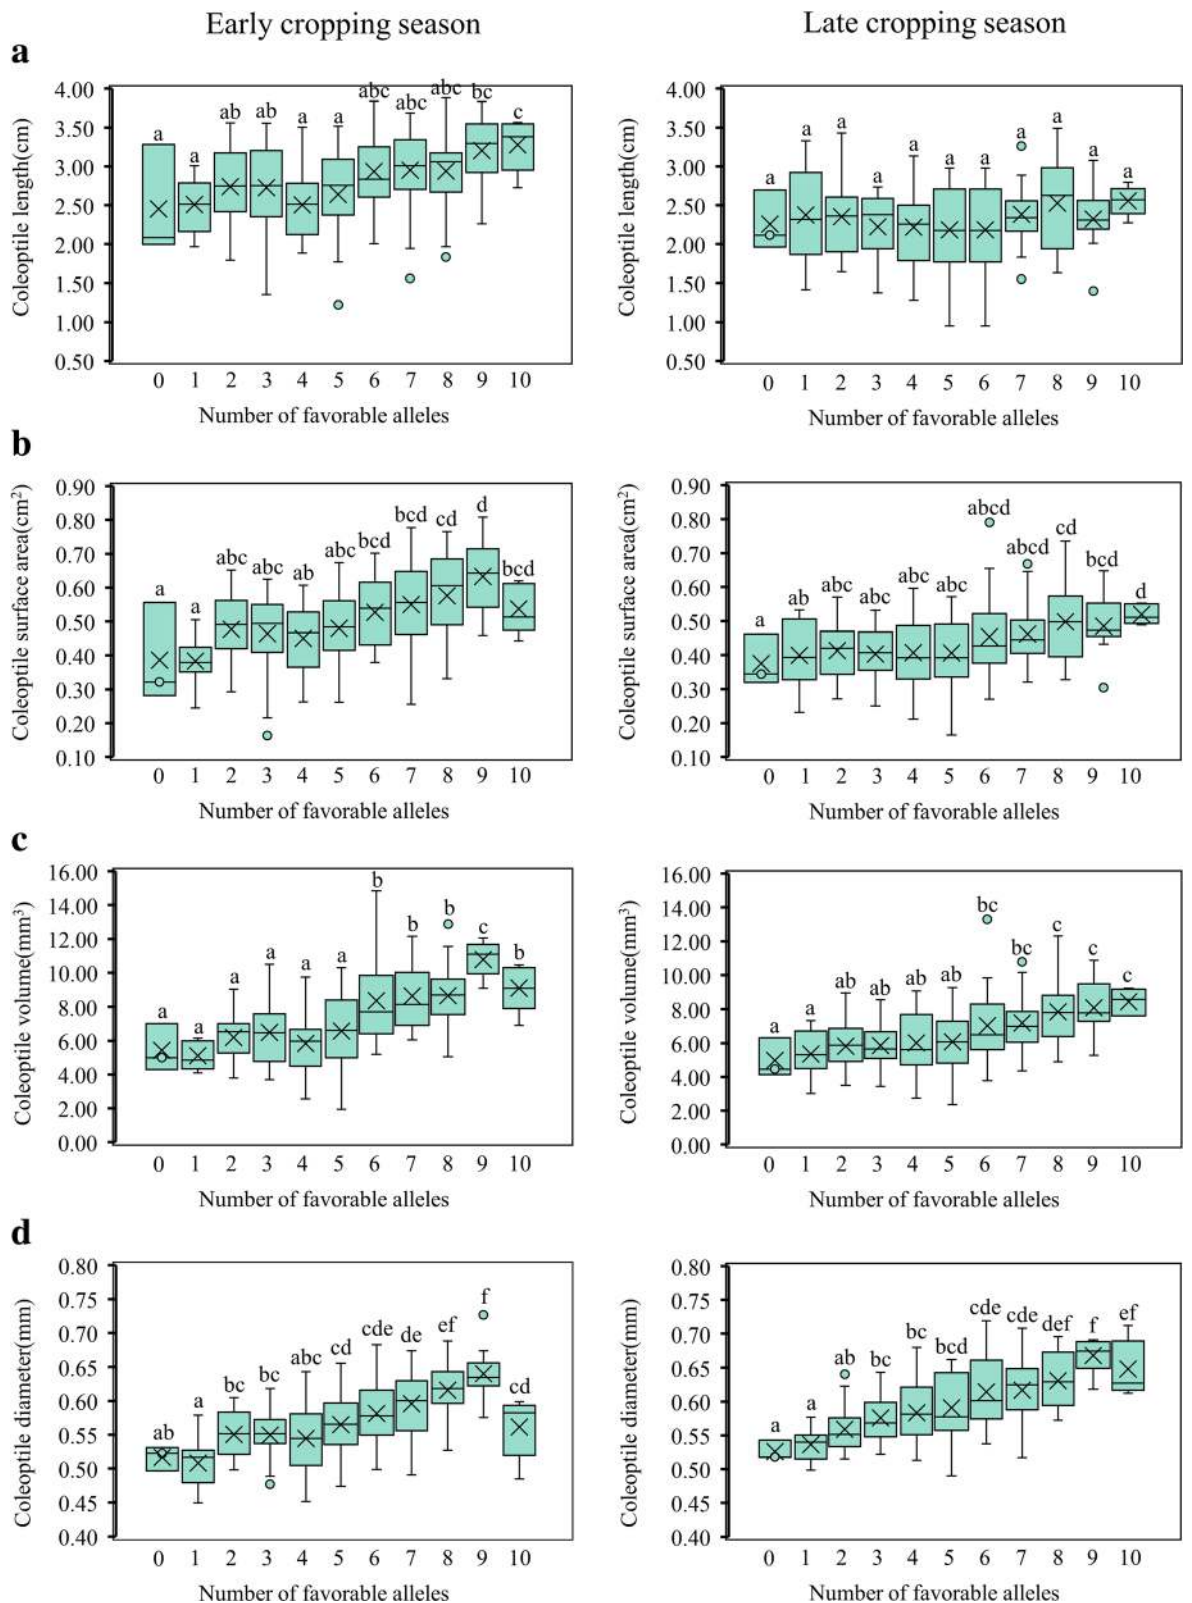 Early cropping season
Late cropping season
a
Coleoptile length(cm)
4.00
3.50
3.00
2.50
2.00
1.50
1.00
0.50
a a ab ab a a abc abc abc bc c
0 1 2 3 4 5 6 7 8 9 10
Number of favorable alleles
Coleoptile length(cm)
4.00
3.50
3.00
2.50
2.00
1.50
1.00
0.50
a a a a a a a a a a a
0 1 2 3 4 5 6 7 8 9 10
Number of favorable alleles
b
Coleoptile surface area(cm²)
0.90
0.80
0.70
0.60
0.50
0.40
0.30
0.20
0.10
a a abc abc ab abc bcd bcd cd d bcd
0 1 2 3 4 5 6 7 8 9 10
Number of favorable alleles
Coleoptile surface area(cm²)
0.90
0.80
0.70
0.60
0.50
0.40
0.30
0.20
0.10
a ab abc abc abc abc abcd abcd cd bcd d
0 1 2 3 4 5 6 7 8 9 10
Number of favorable alleles
c
Coleoptile volume(mm³)
16.00
14.00
12.00
10.00
8.00
6.00
4.00
2.00
0.00
a a a a a a b b b c b
0 1 2 3 4 5 6 7 8 9 10
Number of favorable alleles
Coleoptile volume(mm³)
16.00
14.00
12.00
10.00
8.00
6.00
4.00
2.00
0.00
a a ab ab ab ab bc bc c c c
0 1 2 3 4 5 6 7 8 9 10
Number of favorable alleles
d
Coleoptile diameter(mm)
0.80
0.75
0.70
0.65
0.60
0.55
0.50
0.45
0.40
ab a bc bc abc cd cde de ef f cd
0 1 2 3 4 5 6 7 8 9 10
Number of favorable alleles
Coleoptile diameter(mm)
0.80
0.75
0.70
0.65
0.60
0.55
0.50
0.45
0.40
a a ab bc bc bcd cde cde def f ef
0 1 2 3 4 5 6 7 8 9 10
Number of favorable alleles